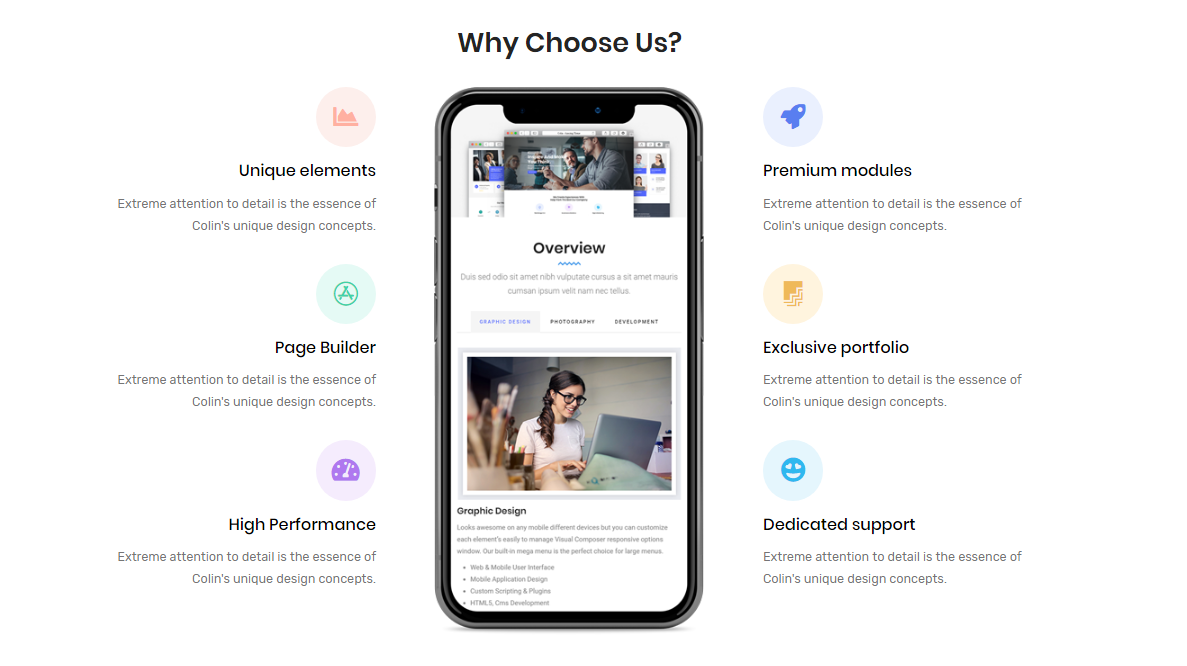 Why Choose Us?
Unique elements
Extreme attention to detail is the essence of
Colin's unique design concepts.
Page Builder
Extreme attention to detail is the essence of
Colin's unique design concepts.
High Performance
Extreme attention to detail is the essence of
Colin's unique design concepts.
Overview
Duis sed odio sit amet nibh vulputate cursus a sit amet mauris
cumsan ipsum velit nam nec tellus.
GRAPHIC DESIGN PHOTOGRAPHY DEVELOPMENT
Graphic Design
Looks awesome on any mobile different devices but you can customize
each element's easily to manage Visual Composer responsive options
window. Our built-in mega menu is the perfect choice for large menus.
• Web & Mobile User Interface
• Mobile Application Design
• Custom Scripting & Plugins
• HTML5, Cms Development
Premium modules
Extreme attention to detail is the essence of
Colin's unique design concepts.
Exclusive portfolio
Extreme attention to detail is the essence of
Colin's unique design concepts.
Dedicated support
Extreme attention to detail is the essence of
Colin's unique design concepts.